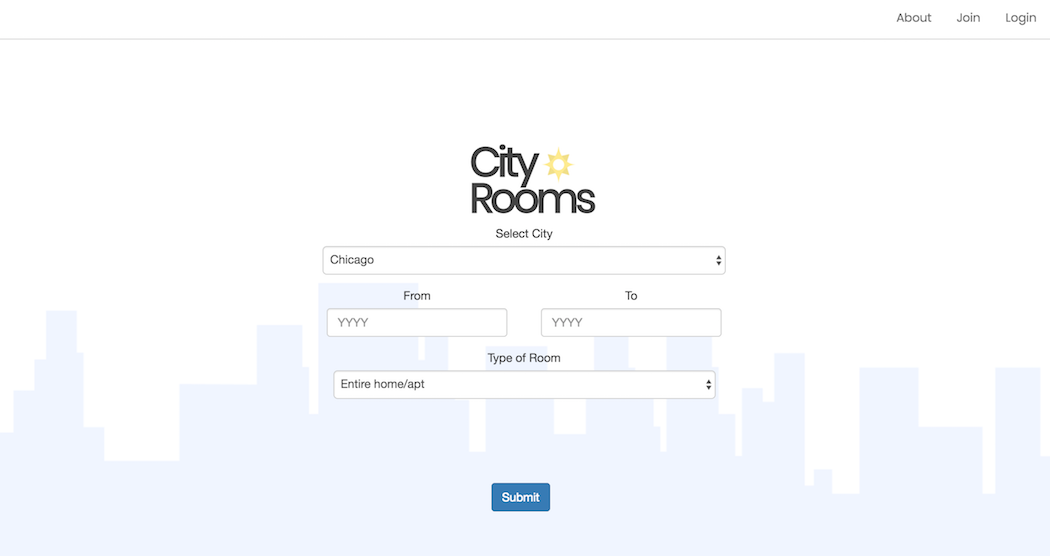 About Join Login
City
Rooms
Select City
Chicago
From To
YYYY YYYY
Type of Room
Entire home/apt
Submit